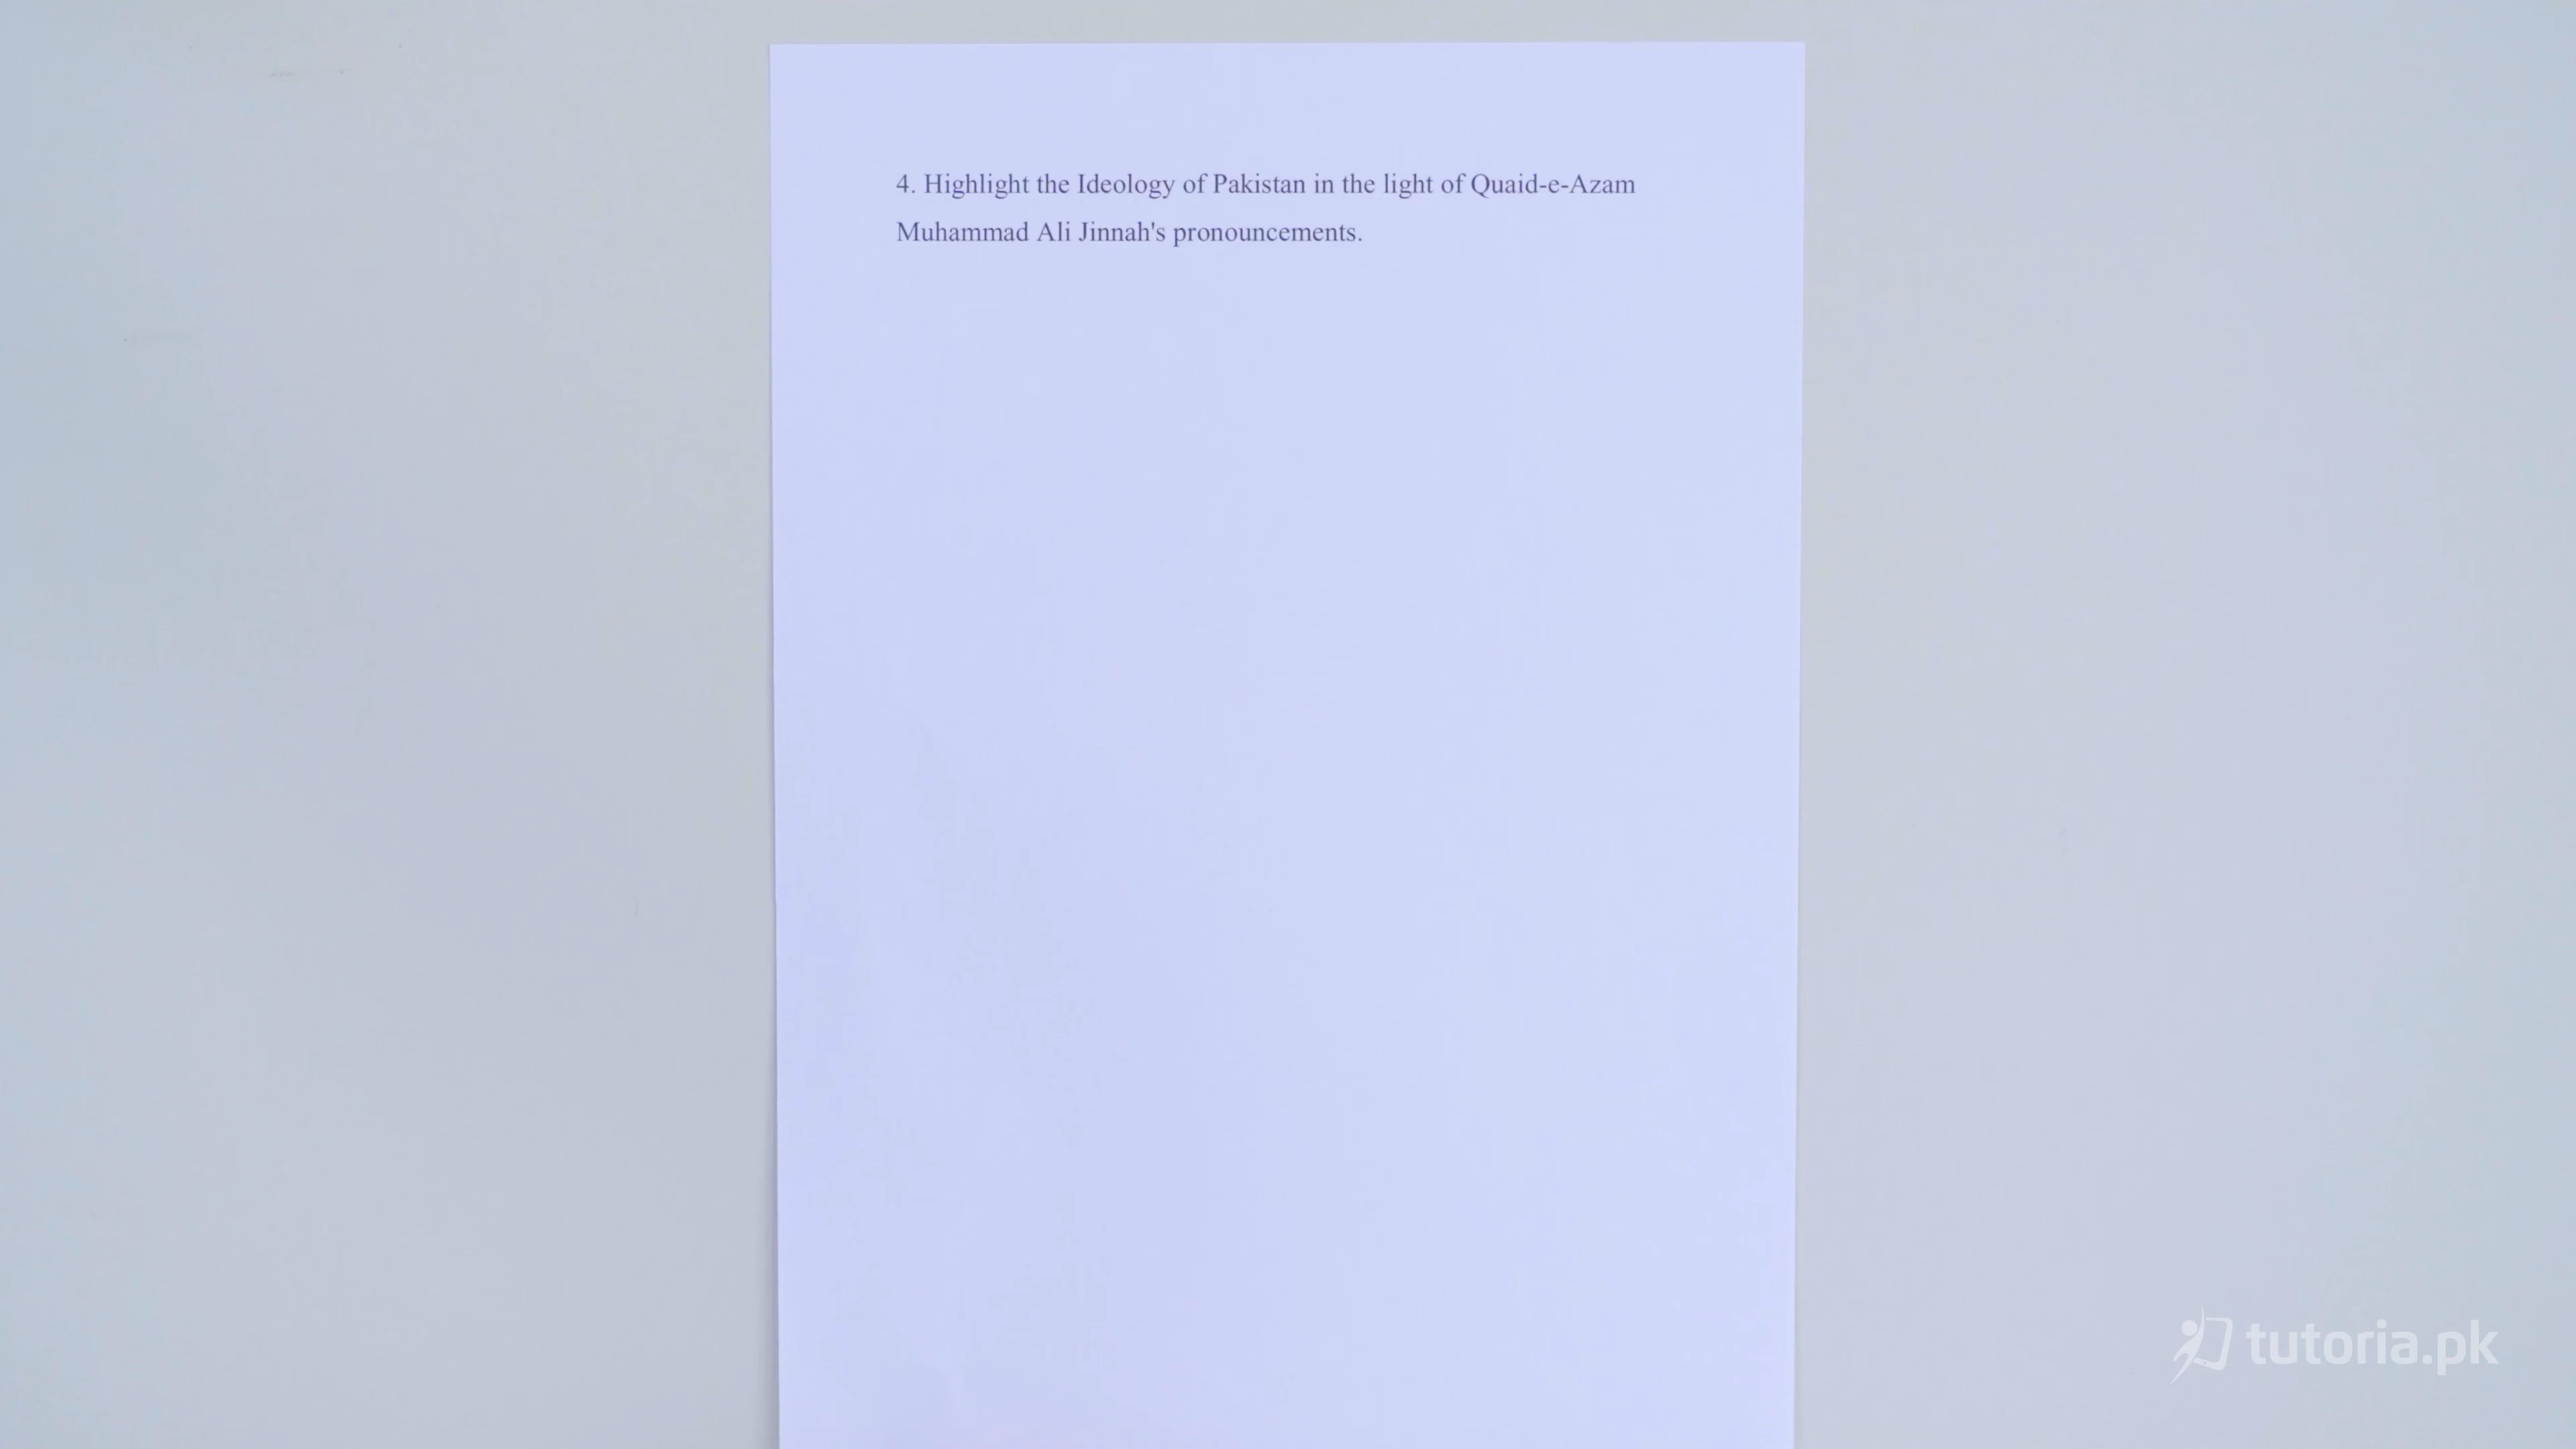 4. Highlight the Ideology of Pakistan in the light of Quaid-e-Azam
Muhammad Ali Jinnah's pronouncements.
tutoria.pk